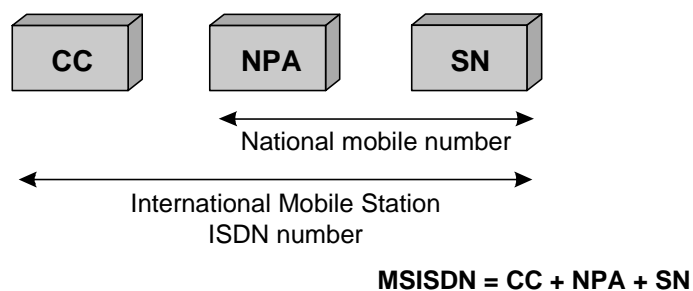 CC NPA SN
National mobile number
International Mobile Station
ISDN number
MSISDN = CC + NPA + SN